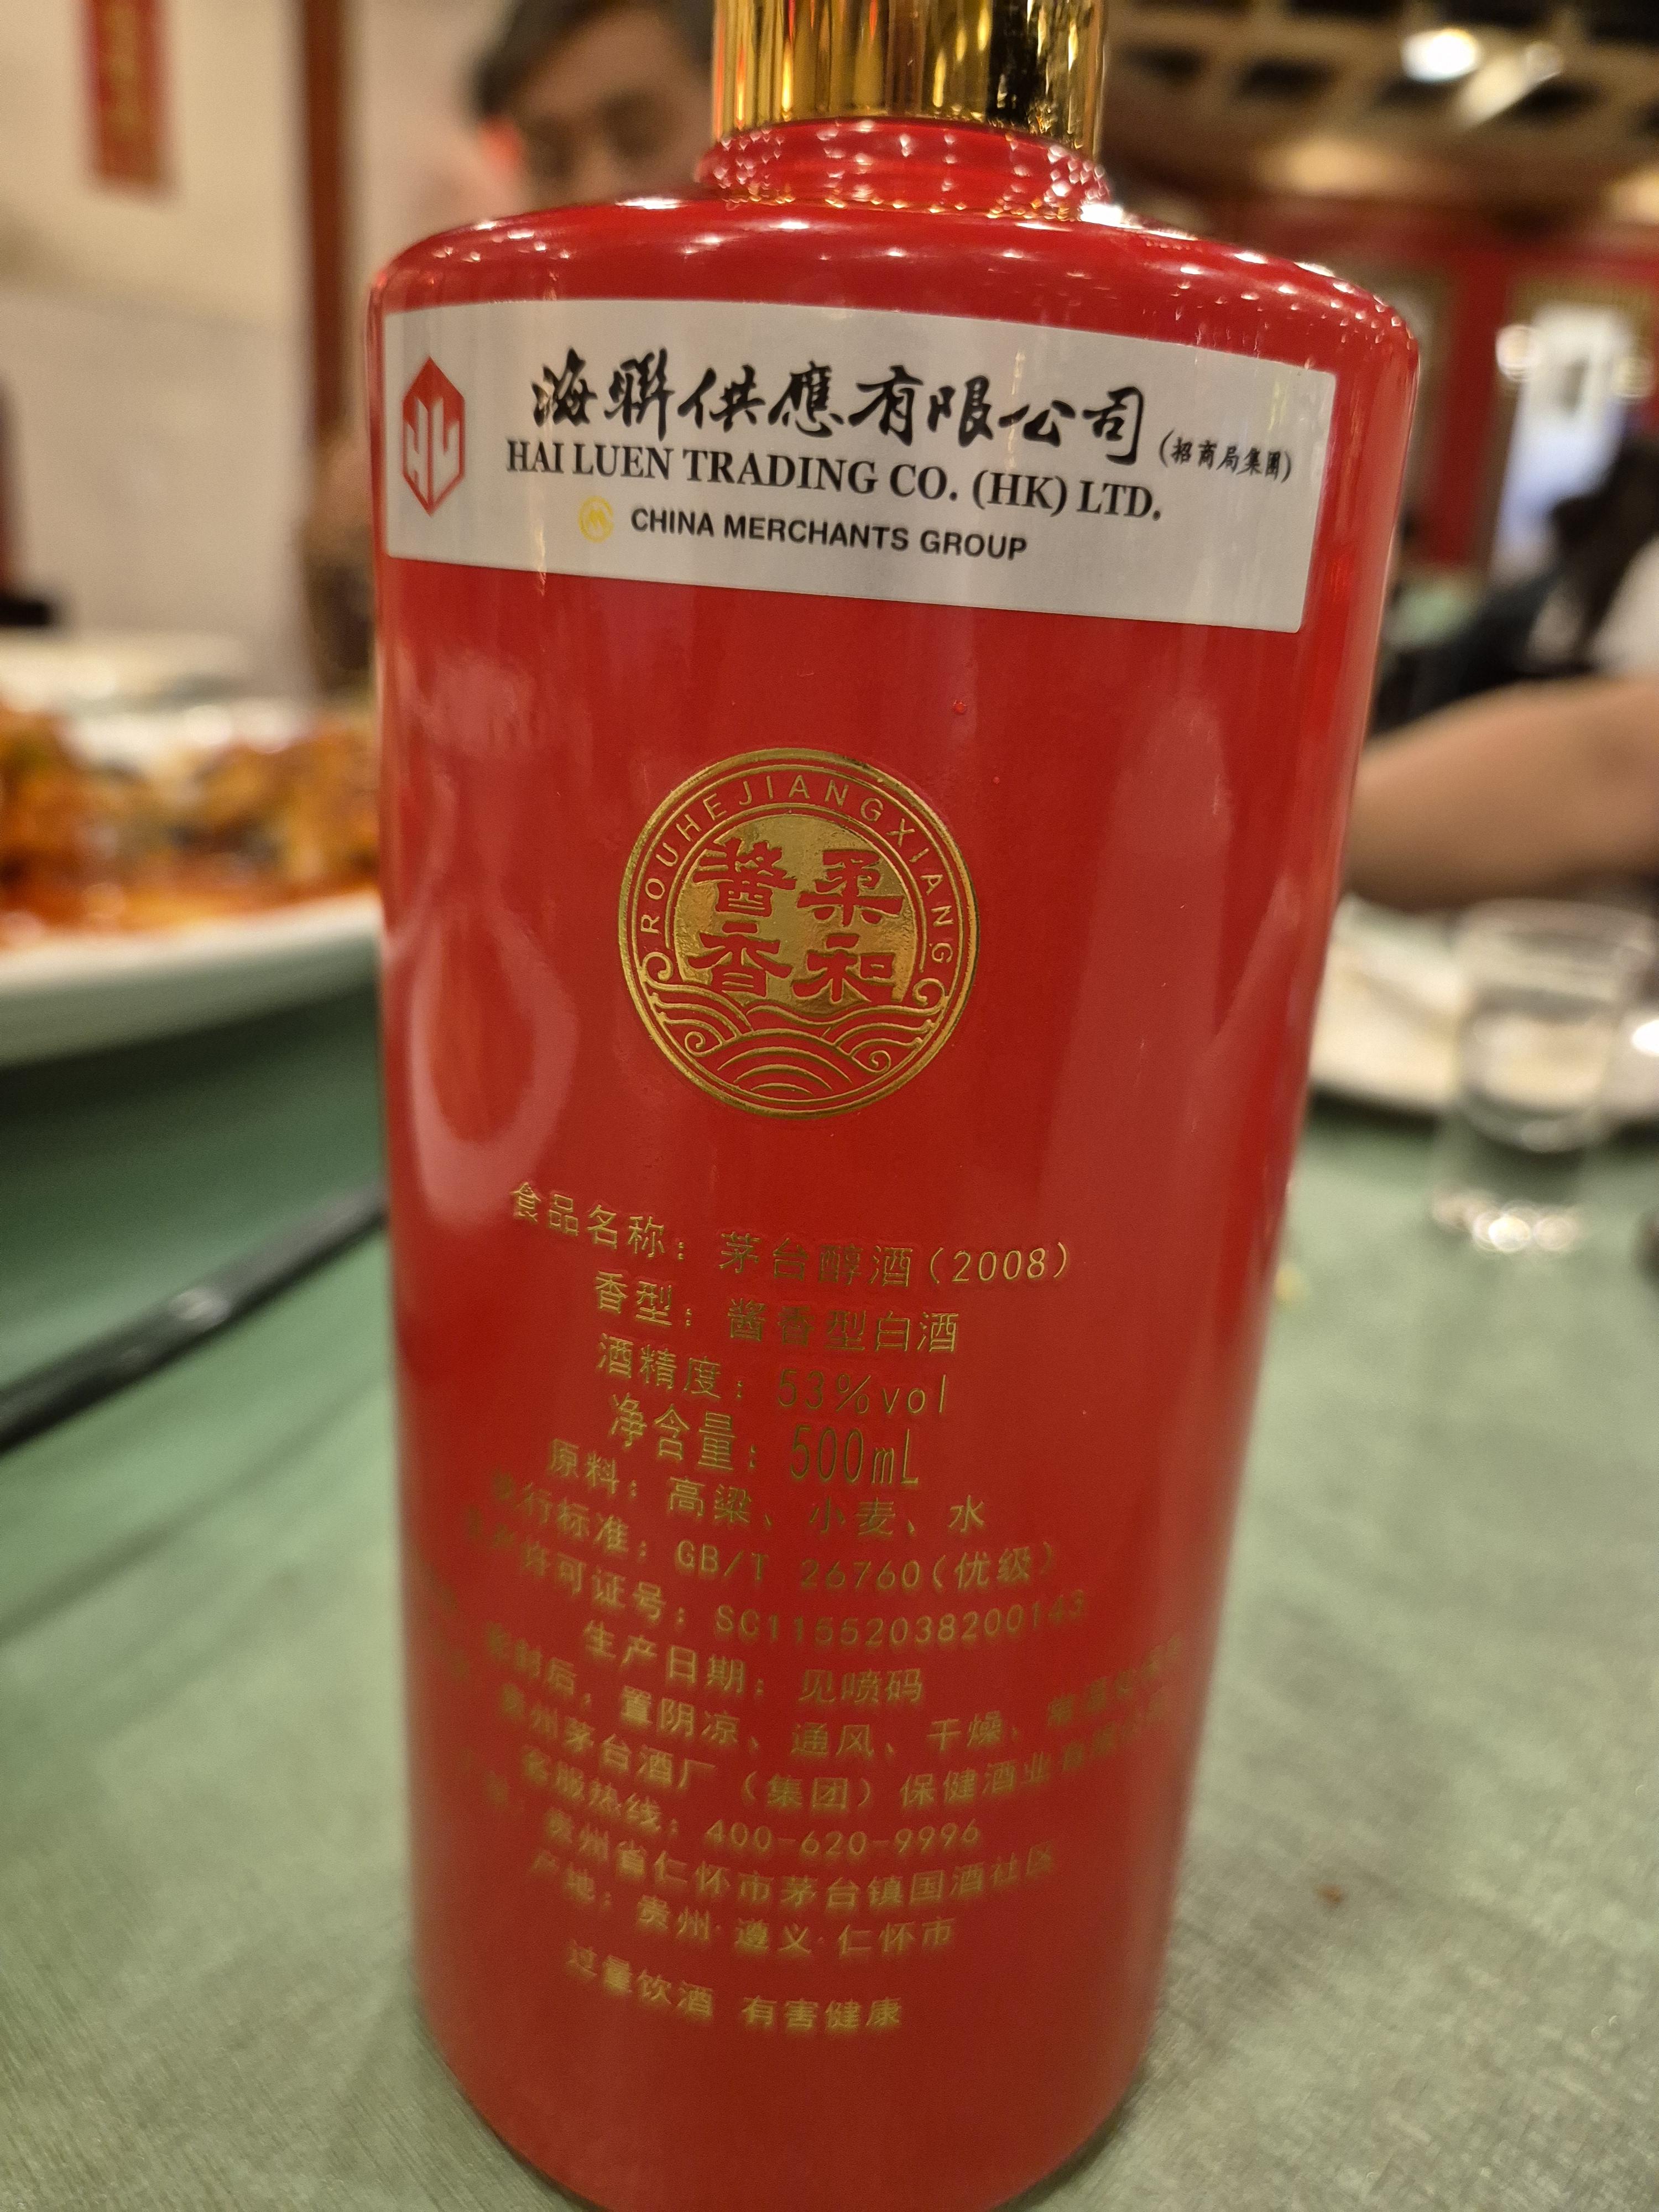 海聯供應有限公司(招商局集團)
HAI LUEN TRADING CO. (HK) LTD.
CHINA MERCHANTS GROUP
ROUHEJIANGXIANG
柔和
酱香
食品名称：茅台醇酒(2008)
香型：酱香型白酒
酒精度：53%vol
净含量：500mL
原料：高粱、小麦、水
执行标准：GB/T 26760(优级)
生产许可证号：SC11552038200143
生产日期：见喷码
置阴凉、通风、干燥、
贵州茅台酒厂（集团）保健酒业有限公司
客服热线：400-620-9996
贵州省仁怀市茅台镇国酒社区
产地：贵州·遵义·仁怀市
过量饮酒 有害健康